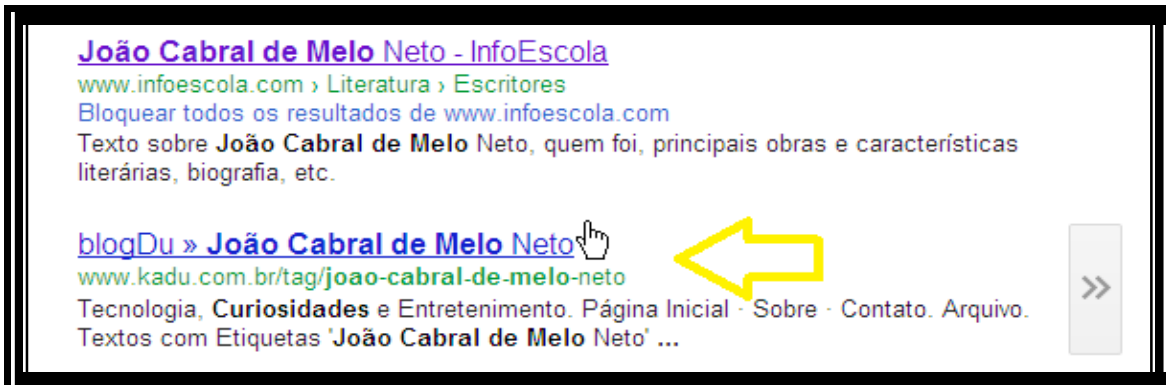 João Cabral de Melo Neto - InfoEscola
www.infoescola.com › Literatura › Escritores
Bloquear todos os resultados de www.infoescola.com
Texto sobre João Cabral de Melo Neto, quem foi, principais obras e características
literárias, biografia, etc.
blogDu » João Cabral de Melo Neto
www.kadu.com.br/tag/joao-cabral-de-melo-neto
Tecnologia, Curiosidades e Entretenimento. Página Inicial · Sobre · Contato. Arquivo.
Textos com Etiquetas 'João Cabral de Melo Neto' ...